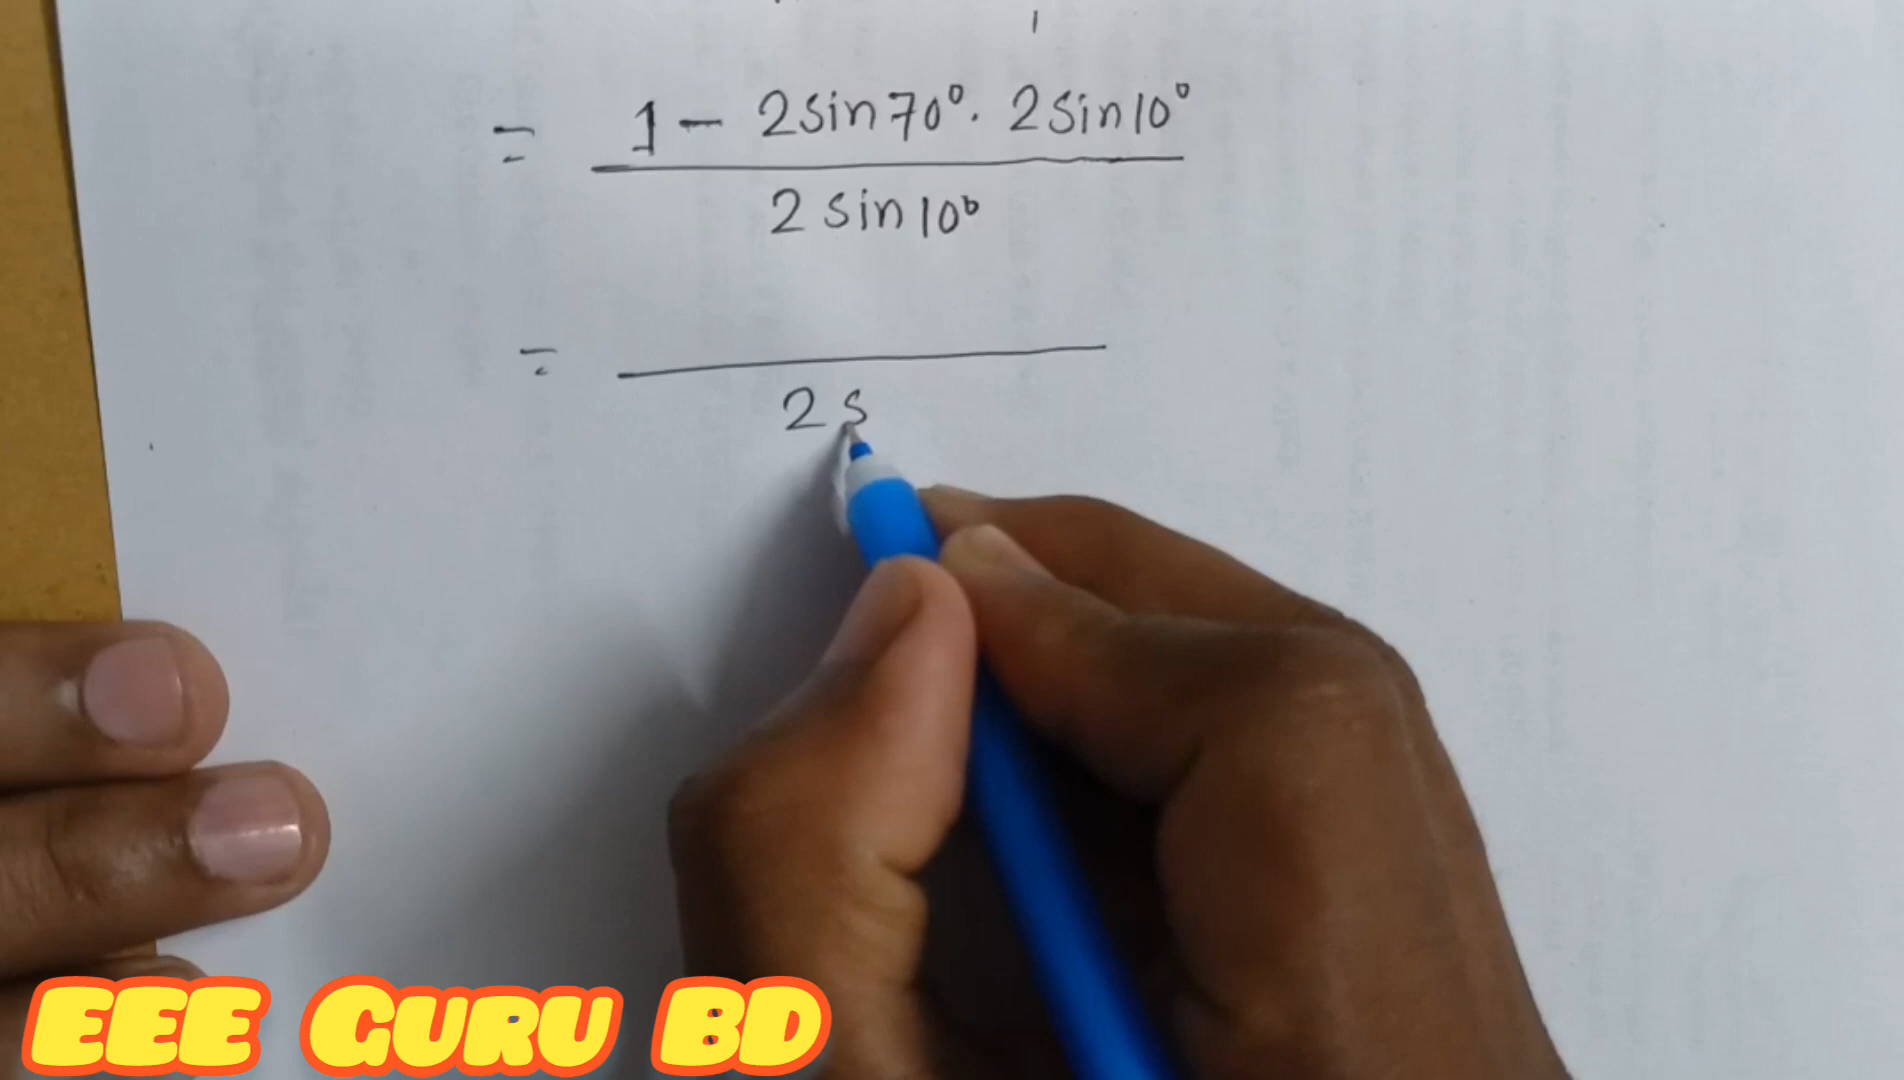 = 1 - 2sin70°. 2sin10°
2 sin10°
=
2 s
EEE GURU BD